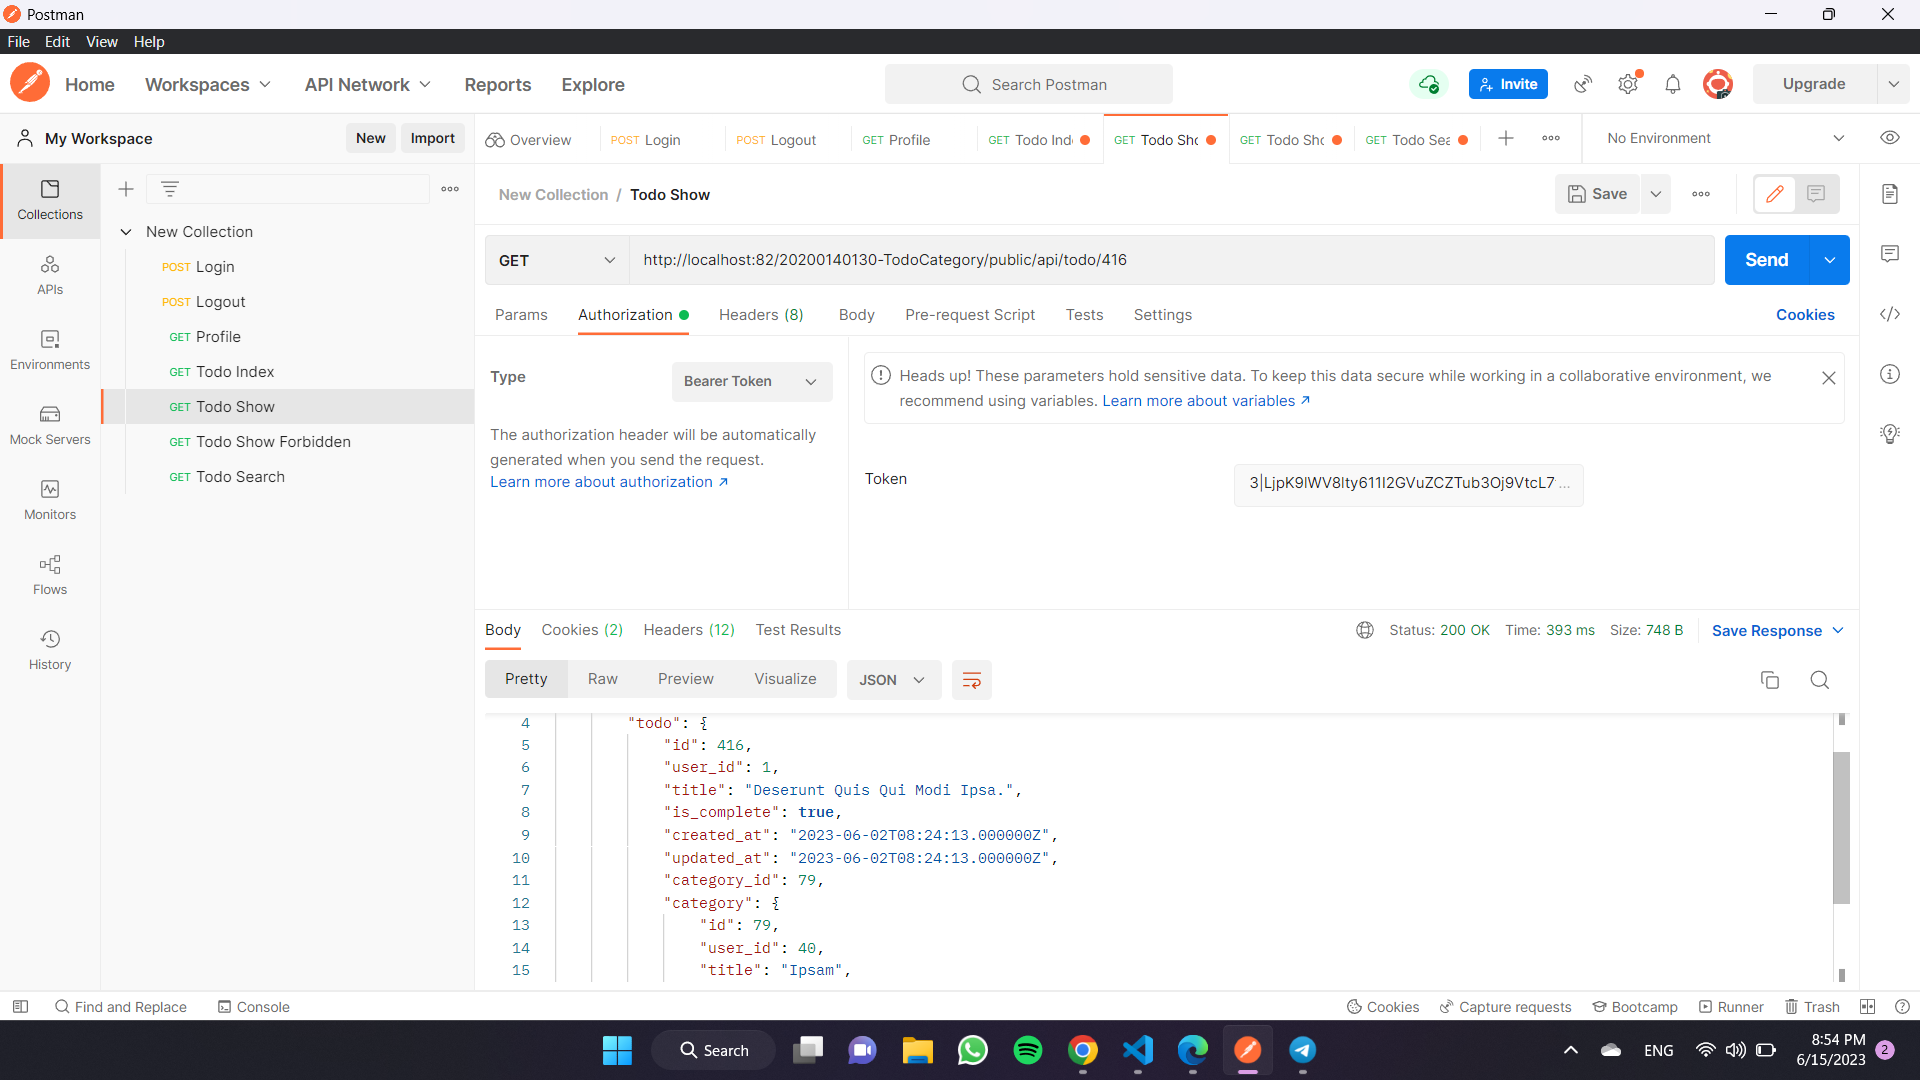 Postman
File Edit View Help
Home Workspaces API Network Reports Explore Search Postman Invite Upgrade
My Workspace New Import Overview POST Login POST Logout GET Profile GET Todo Ind GET Todo Sho GET Todo Sho GET Todo Sea No Environment
Collections
APIs
Environments
Mock Servers
Monitors
Flows
History
New Collection
POST Login
POST Logout
GET Profile
GET Todo Index
GET Todo Show
GET Todo Show Forbidden
GET Todo Search
New Collection / Todo Show Save
GET http://localhost:82/20200140130-TodoCategory/public/api/todo/416 Send
Params Authorization Headers (8) Body Pre-request Script Tests Settings Cookies
Type Bearer Token
The authorization header will be automatically
generated when you send the request.
Learn more about authorization ↗
Heads up! These parameters hold sensitive data. To keep this data secure while working in a collaborative environment, we
recommend using variables. Learn more about variables ↗
Token
Body Cookies (2) Headers (12) Test Results Status: 200 OK Time: 393 ms Size: 748 B Save Response
Pretty Raw Preview Visualize JSON
4 "todo": {
5 "id": 416,
6 "user_id": 1,
7 "title": "Deserunt Quis Qui Modi Ipsa.",
8 "is_complete": true,
9 "created_at": "2023-06-02T08:24:13.000000Z",
10 "updated_at": "2023-06-02T08:24:13.000000Z",
11 "category_id": 79,
12 "category": {
13 "id": 79,
14 "user_id": 40,
15 "title": "Ipsam",
Find and Replace Console Cookies Capture requests Bootcamp Runner Trash
Search ENG 8:54 PM
6/15/2023 2